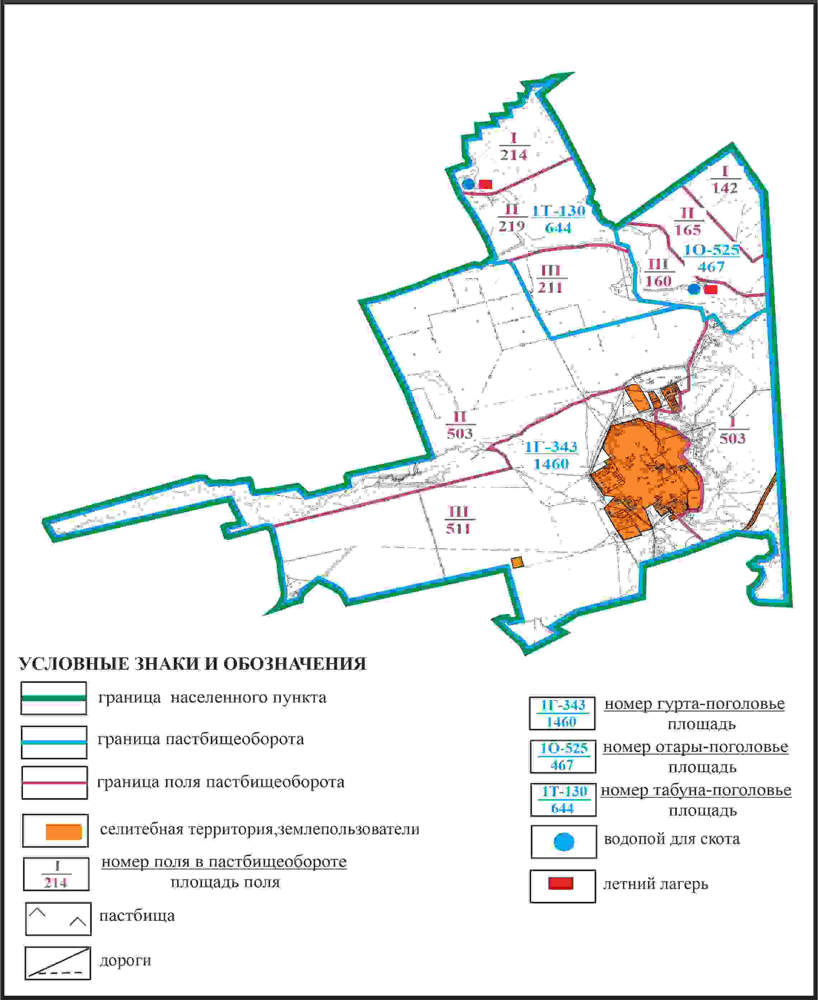 I
214
I
142
II
219
1Т-130
644
II
165
1О-525
467
III
211
III
160
II
503
I
503
1Г-343
1460
III
511
УСЛОВНЫЕ ЗНАКИ И ОБОЗНАЧЕНИЯ
граница населенного пункта
граница пастбищеоборота
граница поля пастбищеоборота
селитебная территория,землепользователи
I
214
номер поля в пастбищеобороте
площадь поля
пастбища
дороги
1Г-343
1460
номер гурта-поголовье
площадь
1О-525
467
номер отары-поголовье
площадь
1Т-130
644
номер табуна-поголовье
площадь
водопой для скота
летний лагерь